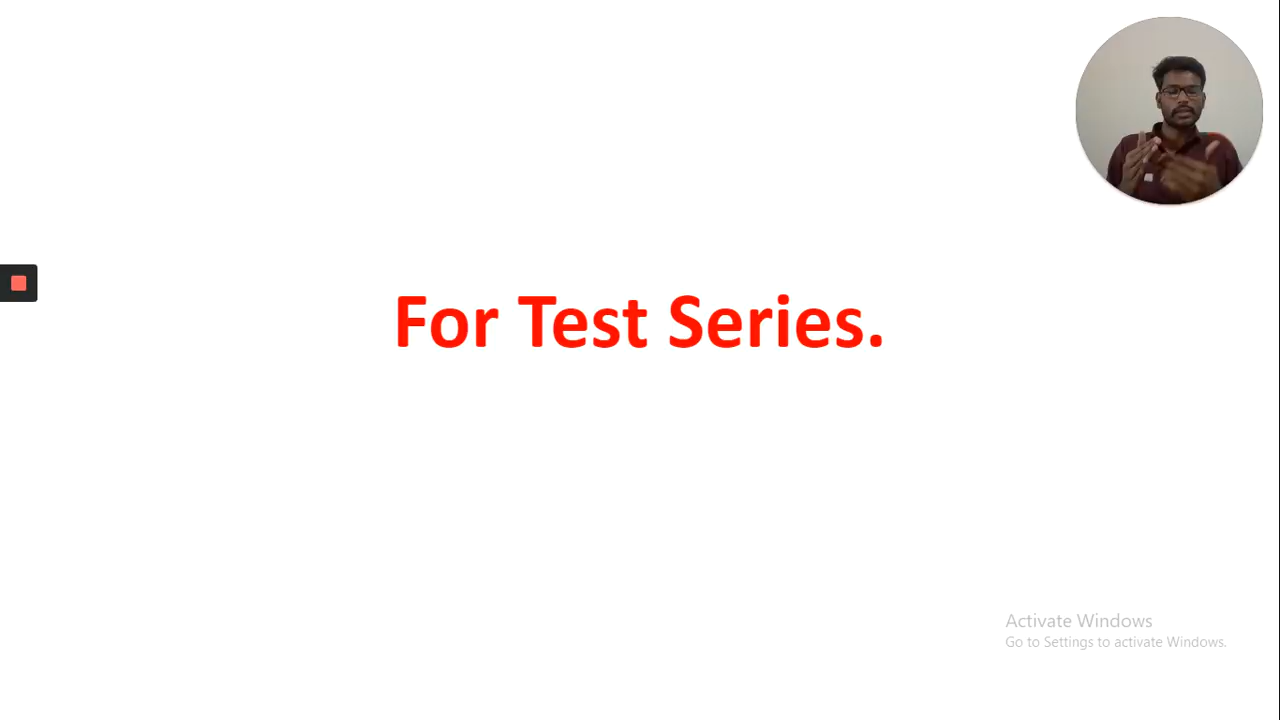 For Test Series.
Activate Windows
Go to Settings to activate Windows.